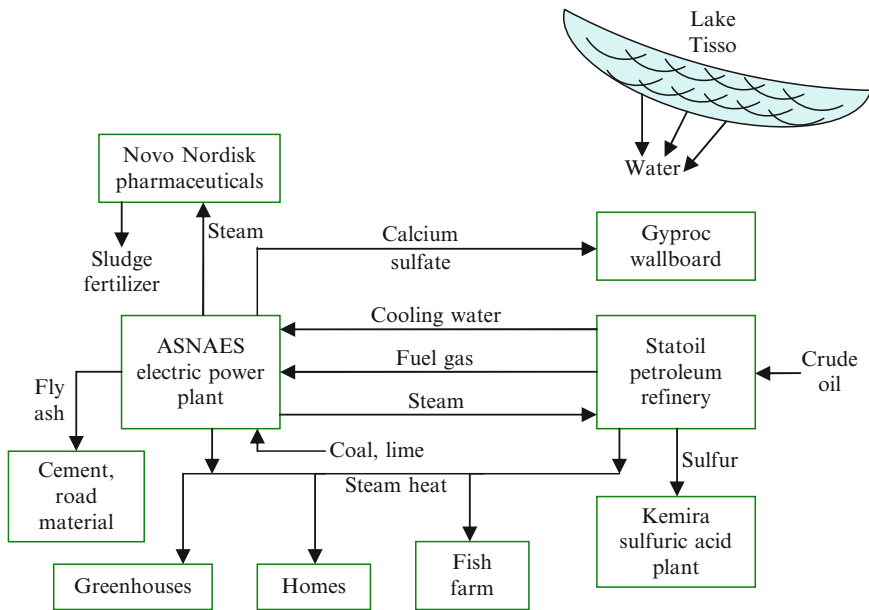 Lake
Tisso
Water
Novo Nordisk
pharmaceuticals
Steam
Sludge
fertilizer
Calcium
sulfate
Gyproc
wallboard
Cooling water
ASNAES
electric power
plant
Fuel gas
Statoil
petroleum
refinery
Crude
oil
Fly
ash
Steam
Coal, lime
Cement,
road
material
Steam heat
Sulfur
Kemira
sulfuric acid
plant
Greenhouses
Homes
Fish
farm